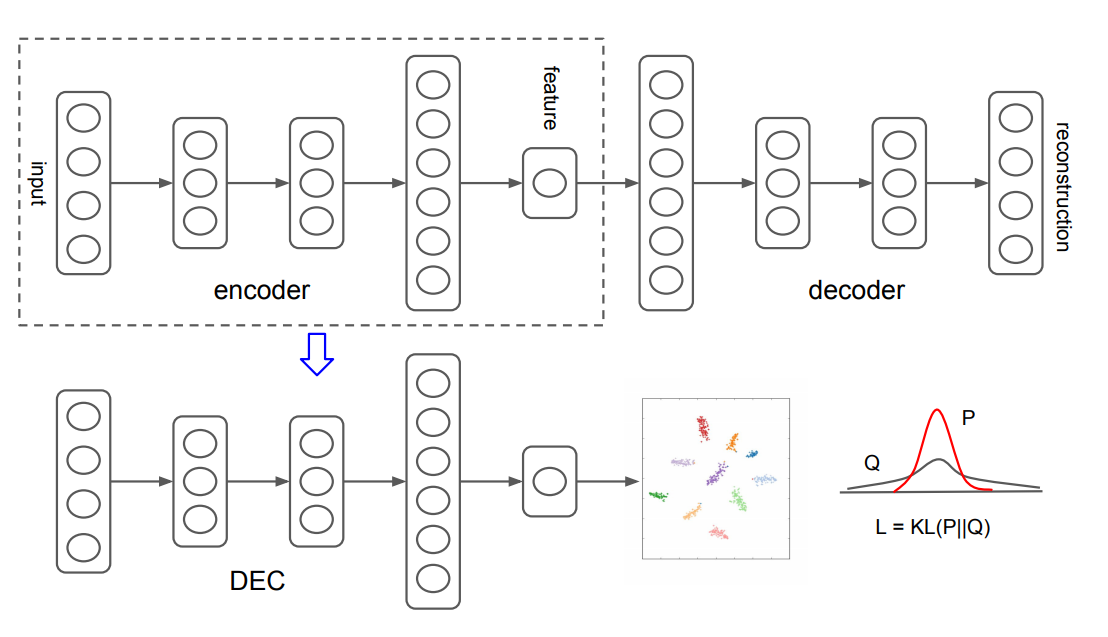 input
feature
reconstruction
encoder
decoder
DEC
P
Q
L = KL(P||Q)